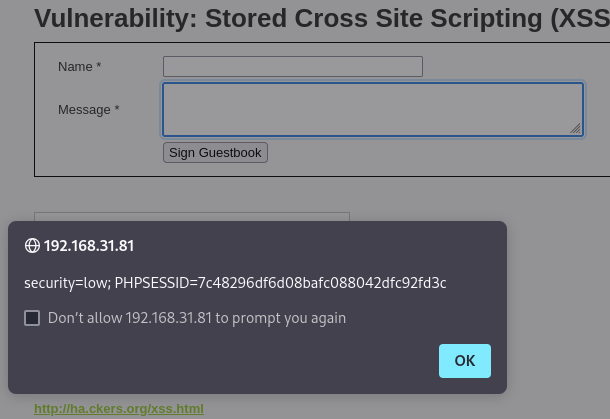 Vulnerability: Stored Cross Site Scripting (XSS
Name *
Message *
Sign Guestbook
192.168.31.81
security=low; PHPSESSID=7c48296df6d08bafc088042dfc92fd3c
Don't allow 192.168.31.81 to prompt you again
OK
http://ha.ckers.org/xss.html